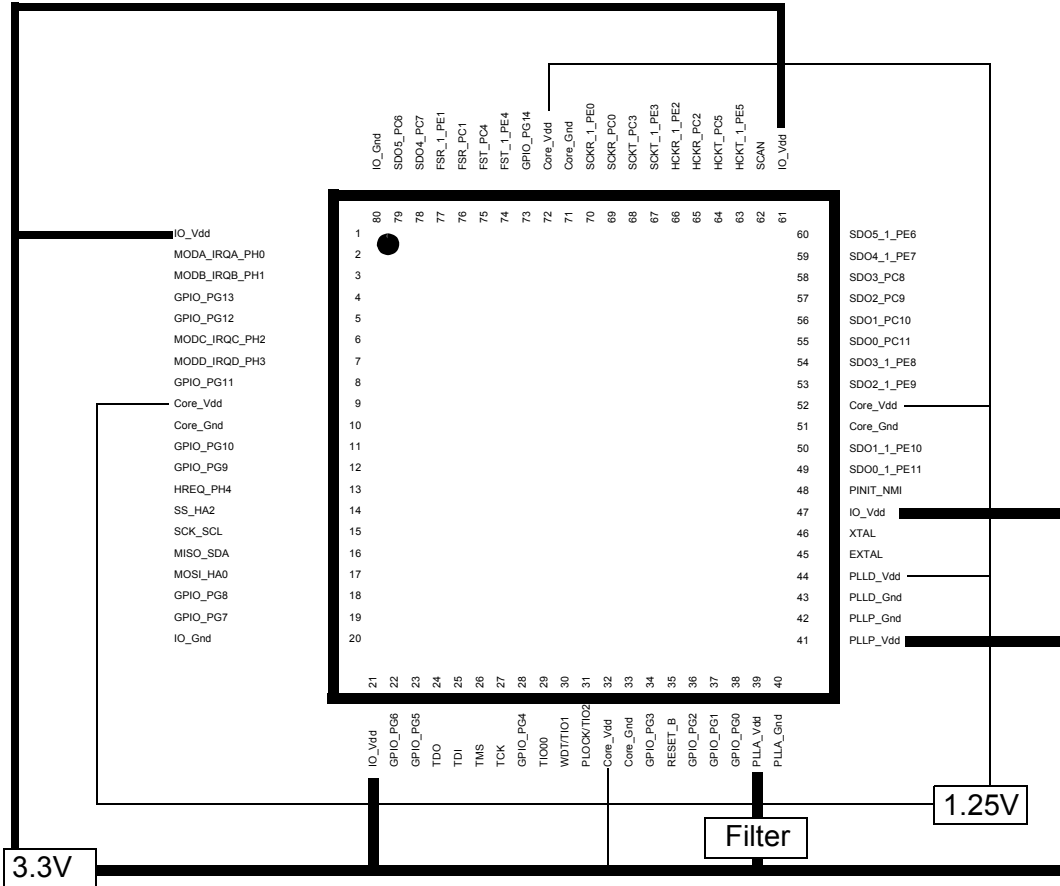 IO_Gnd
SDO5_PC6
SDO4_PC7
FSR_1_PE1
FSR_PC1
FST_PC4
FST_1_PE4
GPIO_PG14
Core_Vdd
Core_Gnd
SCKR_1_PE0
SCKR_PC0
SCKT_PC3
SCKT_1_PE3
HCKR_1_PE2
HCKR_PC2
HCKT_PC5
HCKT_1_PE5
SCAN
IO_Vdd
80
79
78
77
76
75
74
73
72
71
70
69
68
67
66
65
64
63
62
61
IO_Vdd 1
MODA_IRQA_PH0 2
MODB_IRQB_PH1 3
GPIO_PG13 4
GPIO_PG12 5
MODC_IRQC_PH2 6
MODD_IRQD_PH3 7
GPIO_PG11 8
Core_Vdd 9
Core_Gnd 10
GPIO_PG10 11
GPIO_PG9 12
HREQ_PH4 13
SS_HA2 14
SCK_SCL 15
MISO_SDA 16
MOSI_HA0 17
GPIO_PG8 18
GPIO_PG7 19
IO_Gnd 20
60 SDO5_1_PE6
59 SDO4_1_PE7
58 SDO3_PC8
57 SDO2_PC9
56 SDO1_PC10
55 SDO0_PC11
54 SDO3_1_PE8
53 SDO2_1_PE9
52 Core_Vdd
51 Core_Gnd
50 SDO1_1_PE10
49 SDO0_1_PE11
48 PINIT_NMI
47 IO_Vdd
46 XTAL
45 EXTAL
44 PLLD_Vdd
43 PLLD_Gnd
42 PLLP_Gnd
41 PLLP_Vdd
21
22
23
24
25
26
27
28
29
30
31
32
33
34
35
36
37
38
39
40
IO_Vdd
GPIO_PG6
GPIO_PG5
TDO
TDI
TMS
TCK
GPIO_PG4
TIO00
WDT/TIO1
PLOCK/TIO2
Core_Vdd
Core_Gnd
GPIO_PG3
RESET_B
GPIO_PG2
GPIO_PG1
GPIO_PG0
PLLA_Vdd
PLLA_Gnd
1.25V
Filter
3.3V